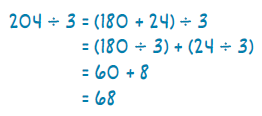 204 ÷ 3 = (180 + 24) ÷ 3
= (180 ÷ 3) + (24 ÷ 3)
= 60 + 8
= 68